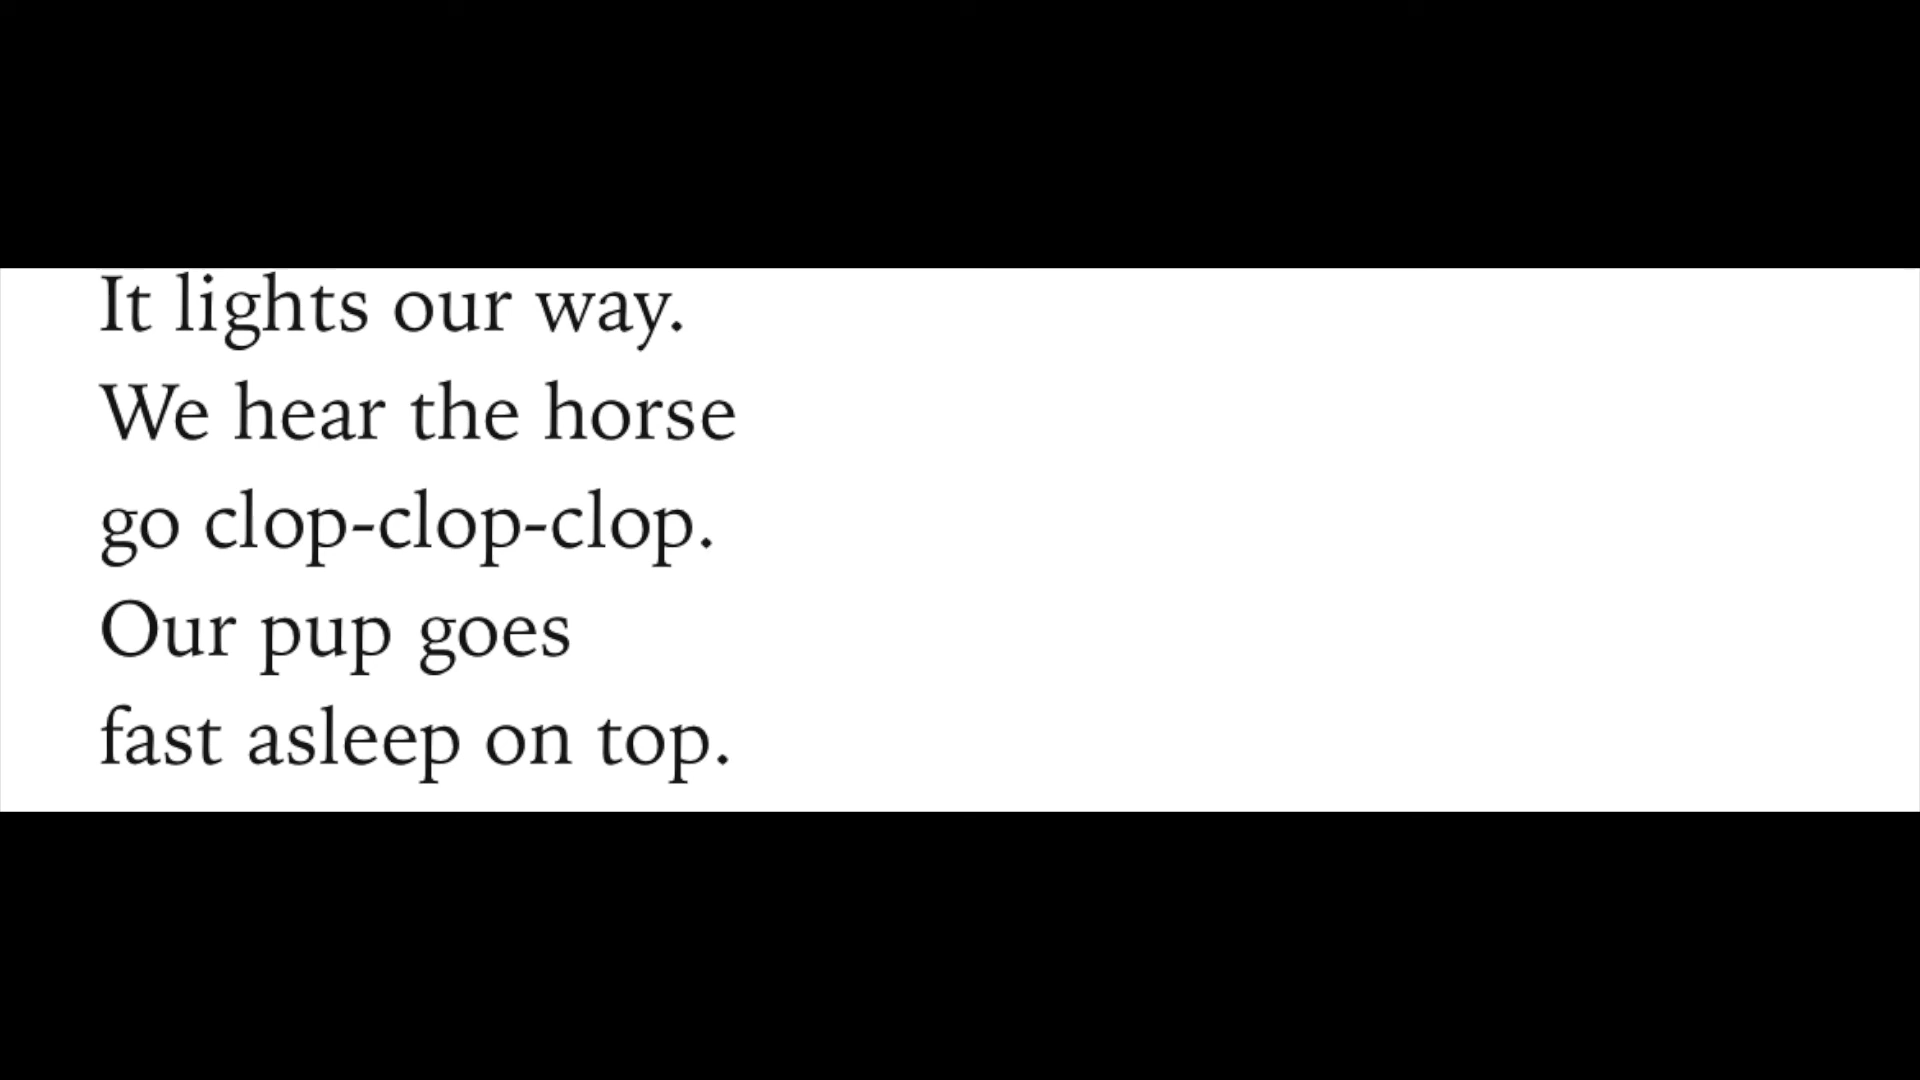 It lights our way.
We hear the horse
go clop-clop-clop.
Our pup goes
fast asleep on top.